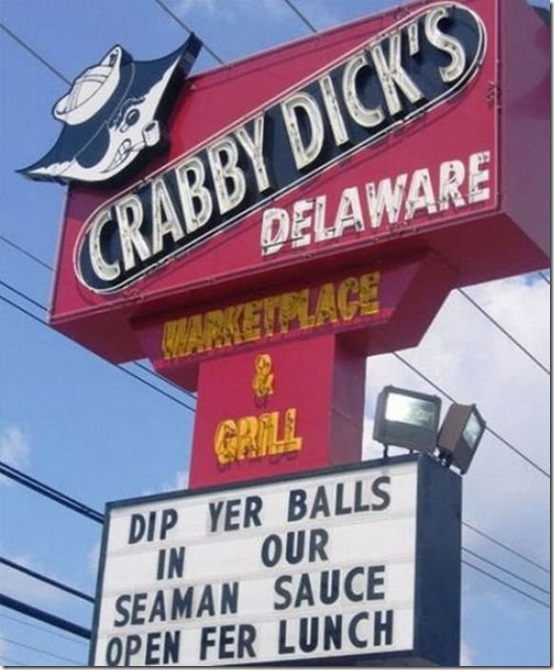 CRABBY DICK'S
DELAWARE
MARKETPLACE
&
GRILL
DIP YER BALLS
IN OUR
SEAMAN SAUCE
OPEN FER LUNCH